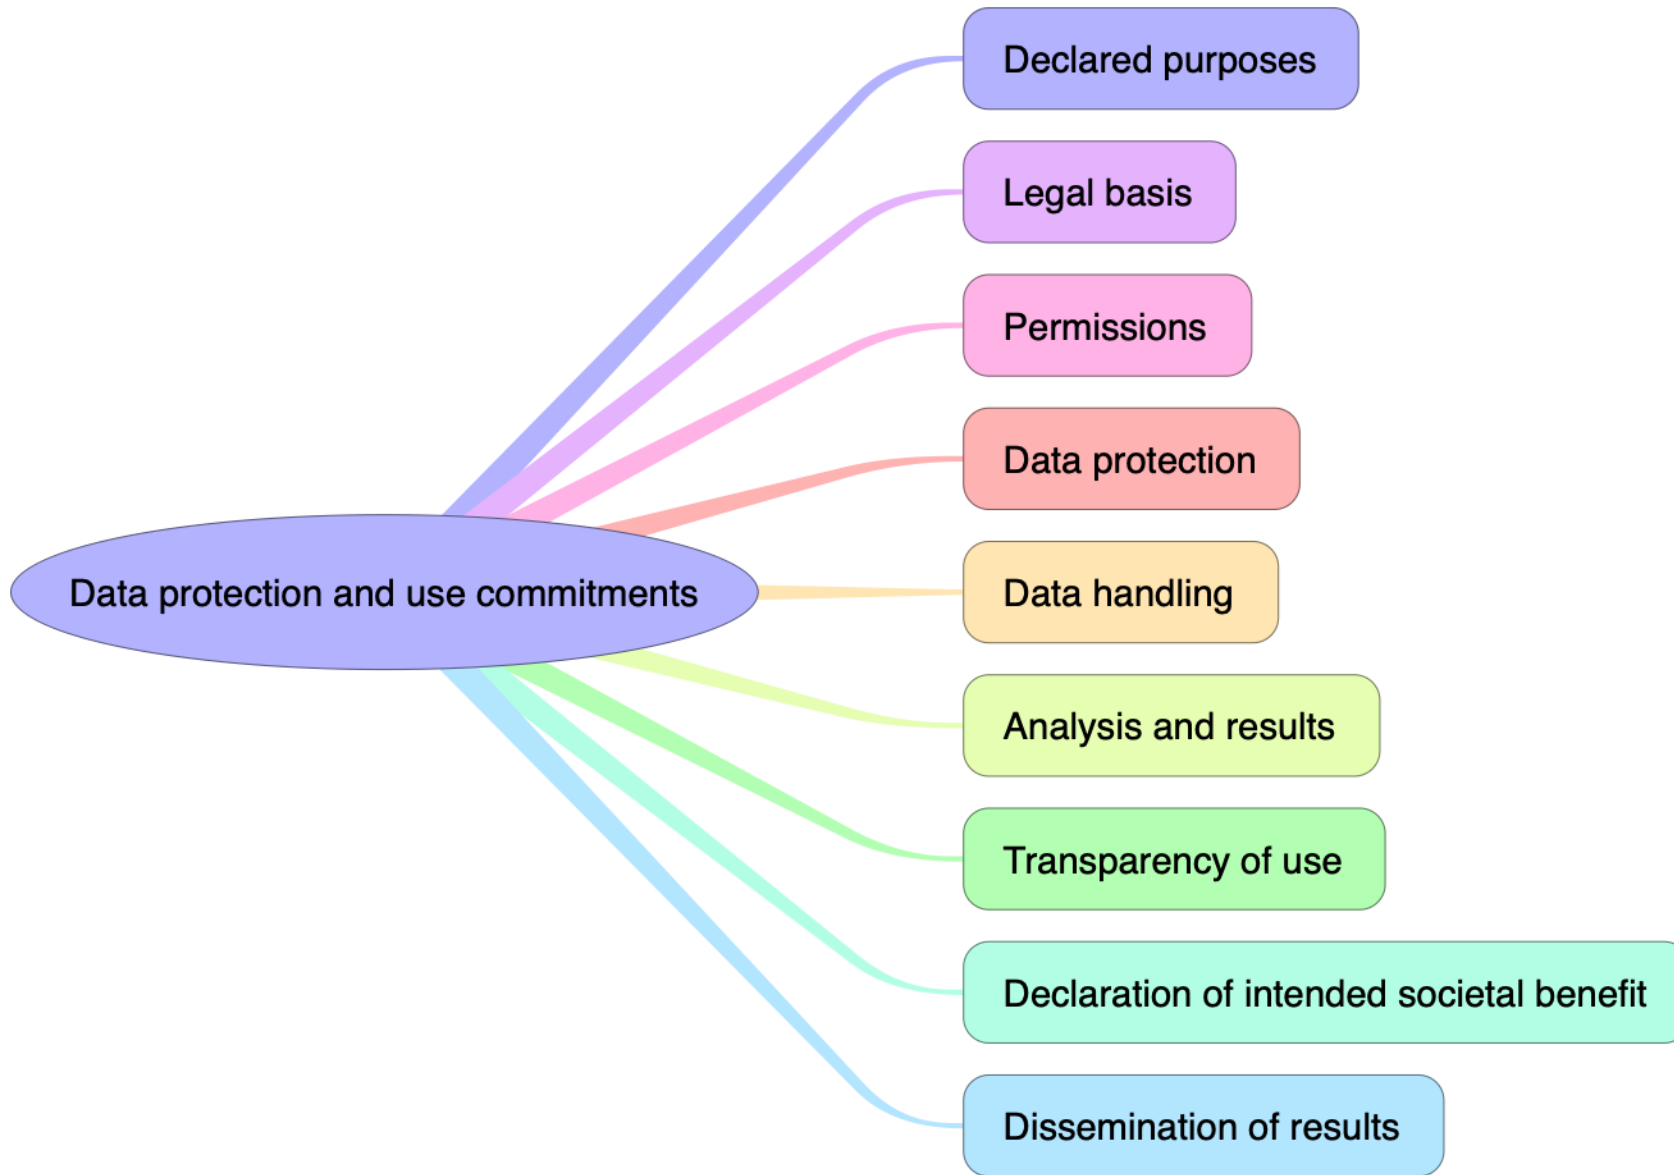 Declared purposes
Legal basis
Permissions
Data protection
Data protection and use commitments
Data handling
Analysis and results
Transparency of use
Declaration of intended societal benefit
Dissemination of results